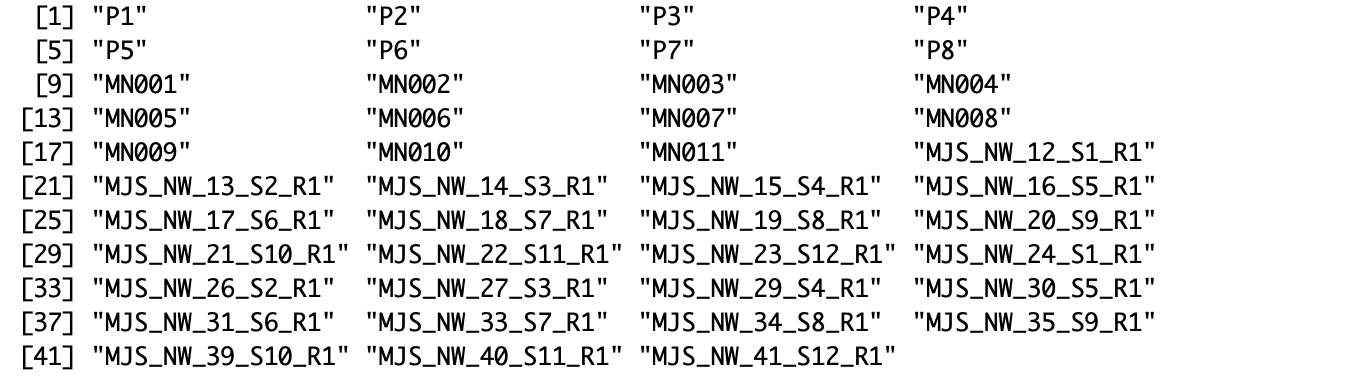 [1] "P1" "P2" "P3" "P4"
[5] "P5" "P6" "P7" "P8"
[9] "MN001" "MN002" "MN003" "MN004"
[13] "MN005" "MN006" "MN007" "MN008"
[17] "MN009" "MN010" "MN011" "MJS_NW_12_S1_R1"
[21] "MJS_NW_13_S2_R1" "MJS_NW_14_S3_R1" "MJS_NW_15_S4_R1" "MJS_NW_16_S5_R1"
[25] "MJS_NW_17_S6_R1" "MJS_NW_18_S7_R1" "MJS_NW_19_S8_R1" "MJS_NW_20_S9_R1"
[29] "MJS_NW_21_S10_R1" "MJS_NW_22_S11_R1" "MJS_NW_23_S12_R1" "MJS_NW_24_S1_R1"
[33] "MJS_NW_26_S2_R1" "MJS_NW_27_S3_R1" "MJS_NW_29_S4_R1" "MJS_NW_30_S5_R1"
[37] "MJS_NW_31_S6_R1" "MJS_NW_33_S7_R1" "MJS_NW_34_S8_R1" "MJS_NW_35_S9_R1"
[41] "MJS_NW_39_S10_R1" "MJS_NW_40_S11_R1" "MJS_NW_41_S12_R1"